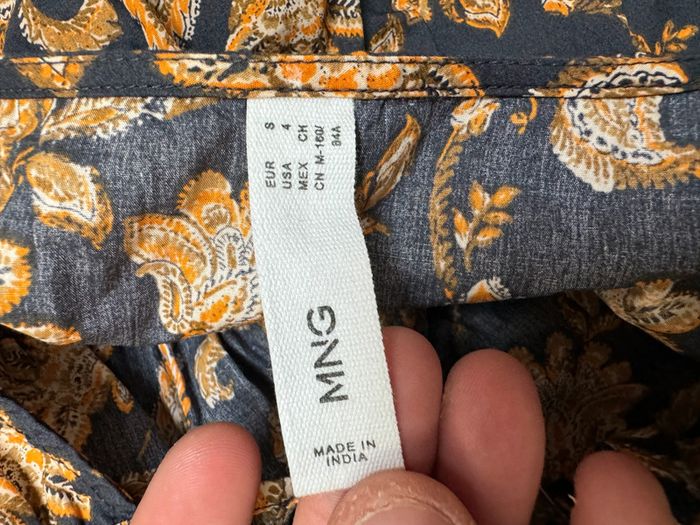 EUR S
USA 4
MEX CH
CN M-160/
84A
MNG
MADE IN
INDIA